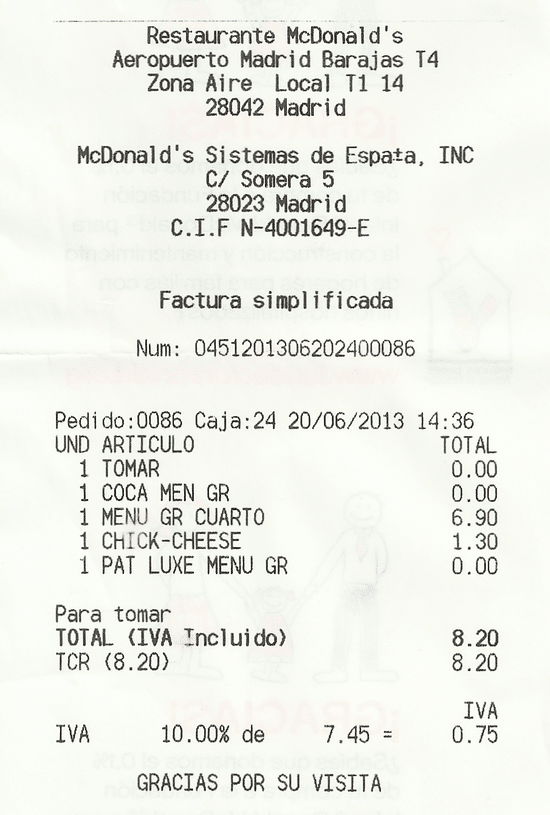 Restaurante McDonald's
Aeropuerto Madrid Barajas T4
Zona Aire Local T1 14
28042 Madrid
McDonald's Sistemas de Espa±a, INC
C/ Somera 5
28023 Madrid
C.I.F N-4001649-E
Factura simplificada
Num: 0451201306202400086
Pedido:0086 Caja:24 20/06/2013 14:36
UND ARTICULO TOTAL
1 TOMAR 0.00
1 COCA MEN GR 0.00
1 MENU GR CUARTO 6.90
1 CHICK-CHEESE 1.30
1 PAT LUXE MENU GR 0.00
Para tomar
TOTAL (IVA Incluido) 8.20
TCR (8.20) 8.20
IVA
IVA 10.00% de 7.45 = 0.75
GRACIAS POR SU VISITA